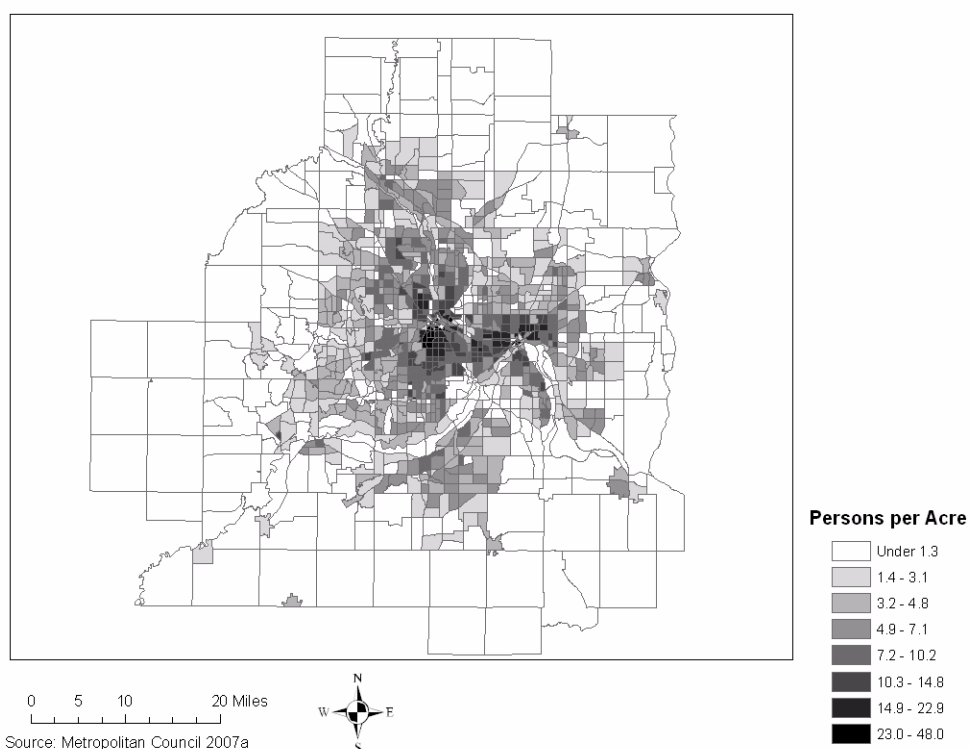 Persons per Acre
Under 1.3
1.4 - 3.1
3.2 - 4.8
4.9 - 7.1
7.2 - 10.2
10.3 - 14.8
14.9 - 22.9
23.0 - 48.0
0 5 10 20 Miles
N
W E
S
Source: Metropolitan Council 2007a